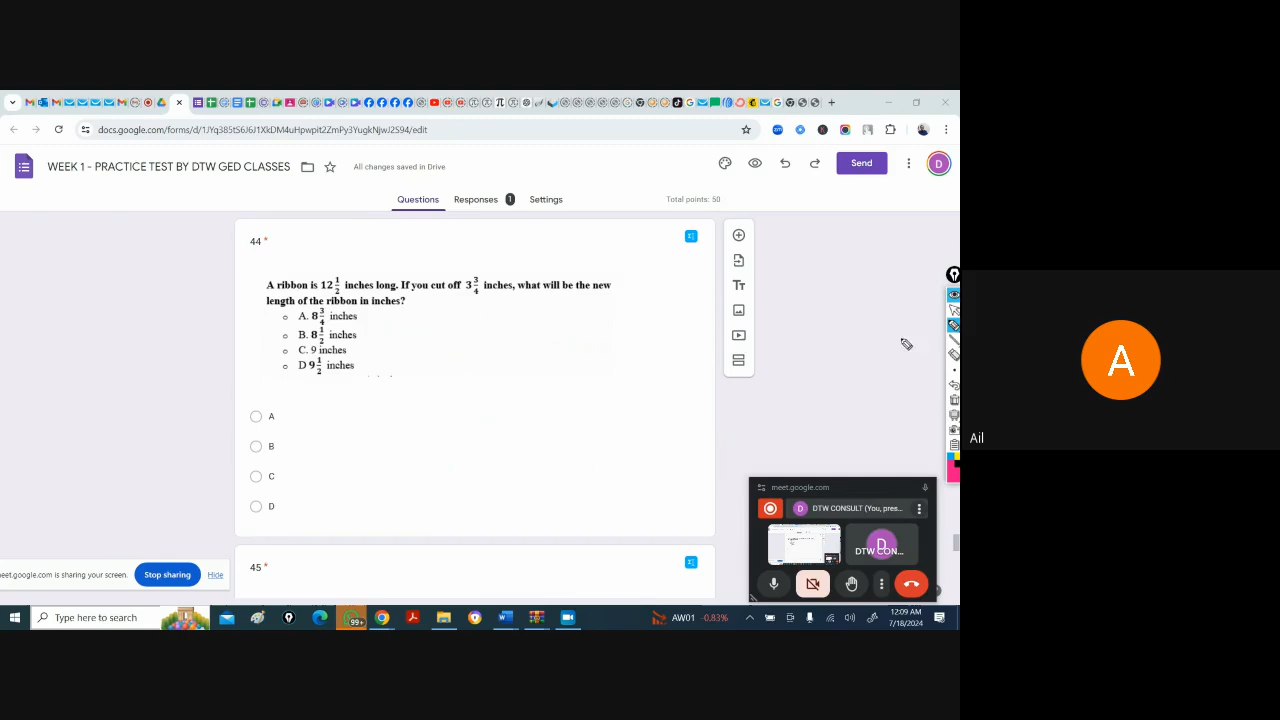 docs.google.com/forms/d/1JYq385tS6J6J1XkDM4uHpwpit2ZmPy3YugkNjwJ2S94/edit
WEEK 1 - PRACTICE TEST BY DTW GED CLASSES
All changes saved in Drive
Send
D
Questions
Responses 1
Settings
Total points: 50
44 *
A ribbon is 12 1/2 inches long. If you cut off 3 3/4 inches, what will be the new
length of the ribbon in inches?
A. 8 3/4 inches
B. 8 1/2 inches
C. 9 inches
D 9 1/2 inches
A
B
C
D
45 *
meet.google.com
D DTW CONSULT (You, pres...
D
DTW CON...
meet.google.com is sharing your screen.
Stop sharing
Hide
Type here to search
99+
AW01 -0.83%
12:09 AM
7/18/2024
A
Ail